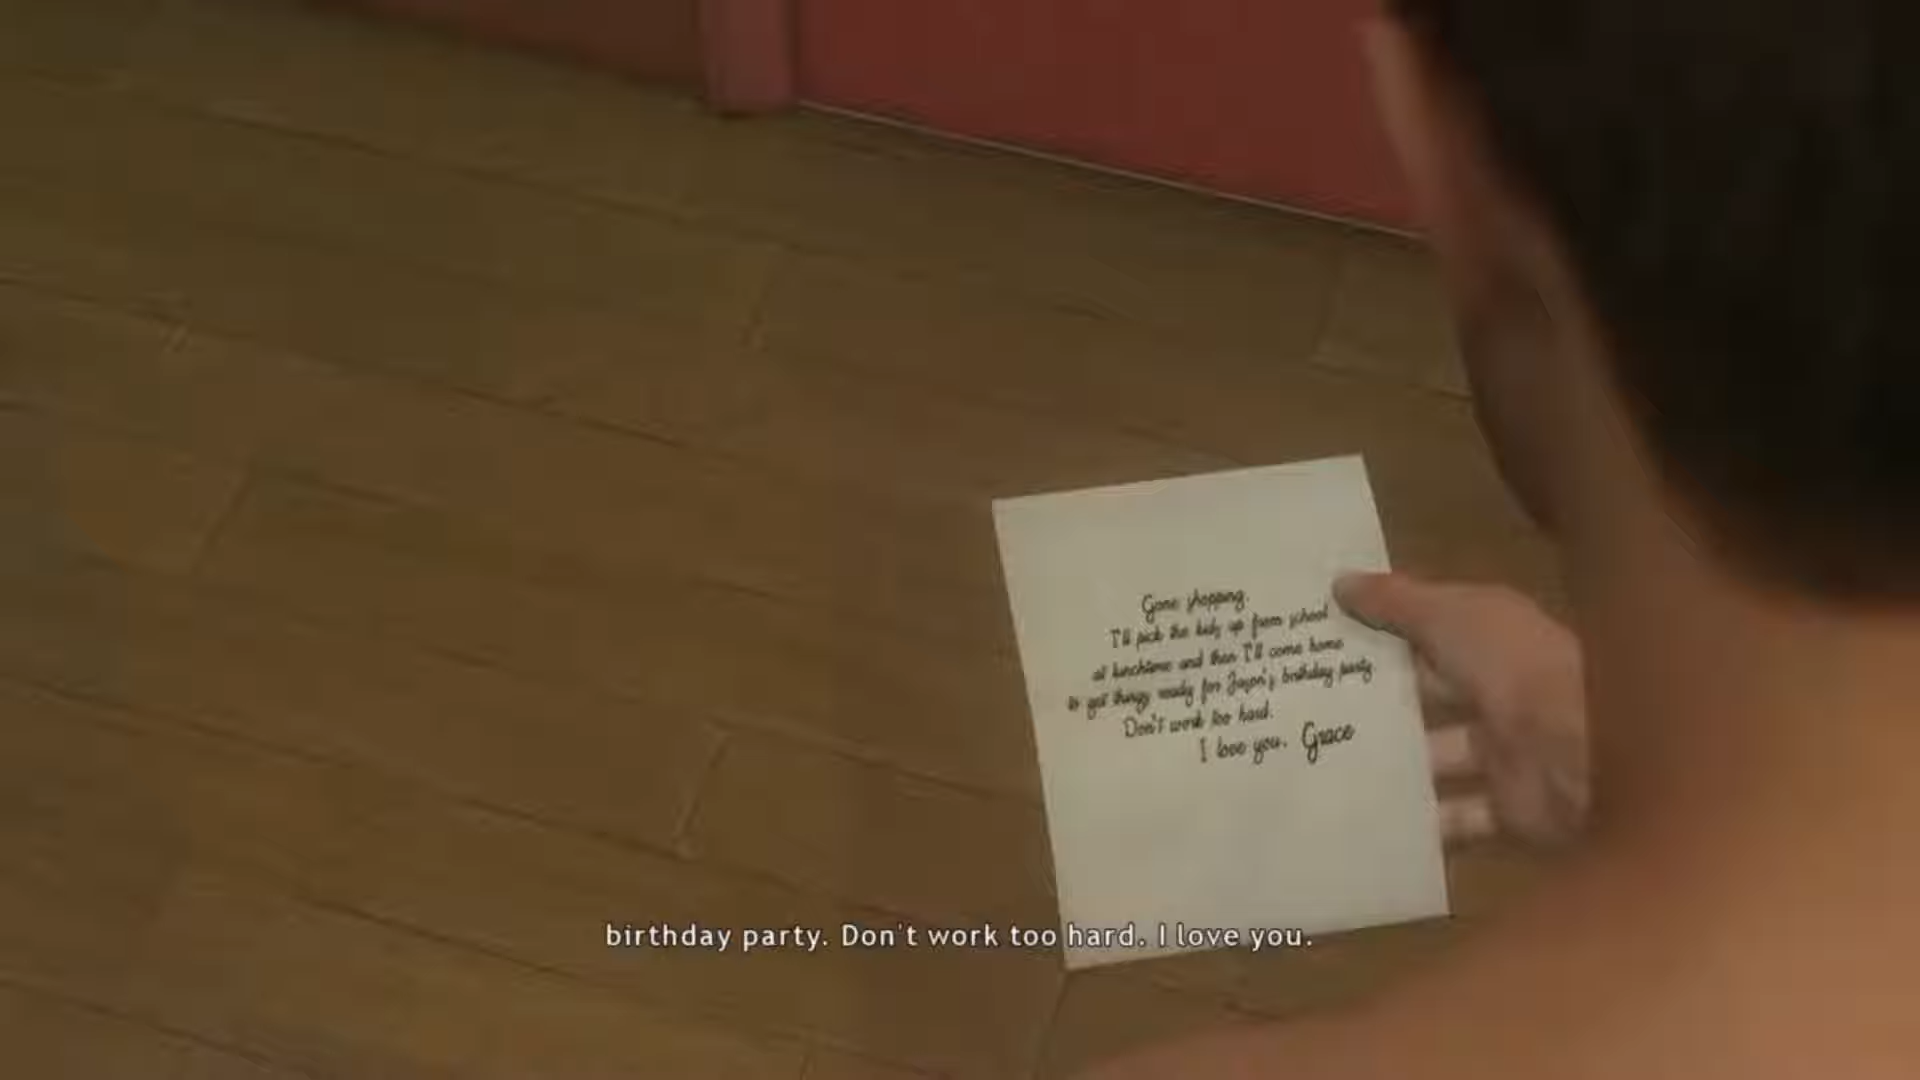 Gone shopping.
I'll pick the kids up from school
at lunchtime and then I'll come home
to get things ready for Jason's birthday party
Don't work too hard.
I love you. Grace
birthday party. Don't work too hard. I love you.